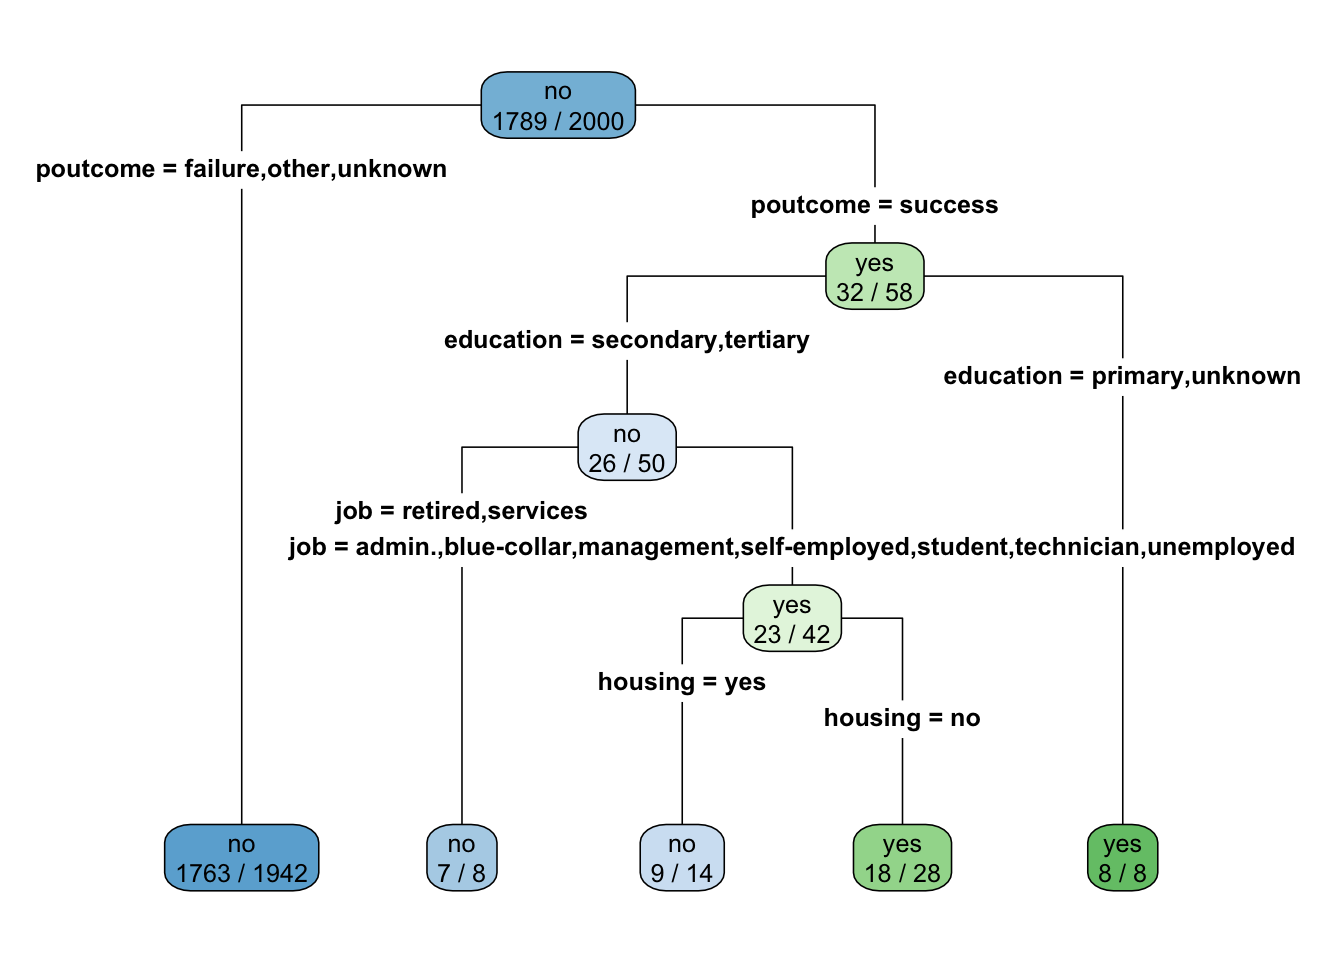 no
1789 / 2000
poutcome = failure,other,unknown
poutcome = success
yes
32 / 58
education = secondary,tertiary
education = primary,unknown
no
26 / 50
job = retired,services
job = admin.,blue-collar,management,self-employed,student,technician,unemployed
yes
23 / 42
housing = yes
housing = no
no
1763 / 1942
no
7 / 8
no
9 / 14
yes
18 / 28
yes
8 / 8